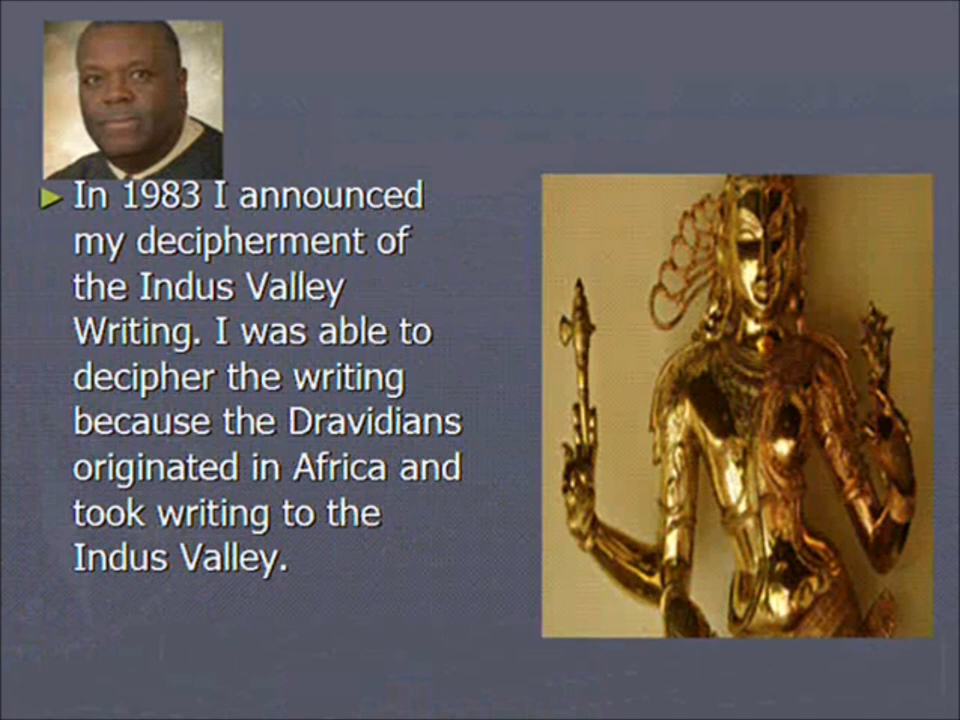 In 1983 I announced
my decipherment of
the Indus Valley
Writing. I was able to
decipher the writing
because the Dravidians
originated in Africa and
took writing to the
Indus Valley.